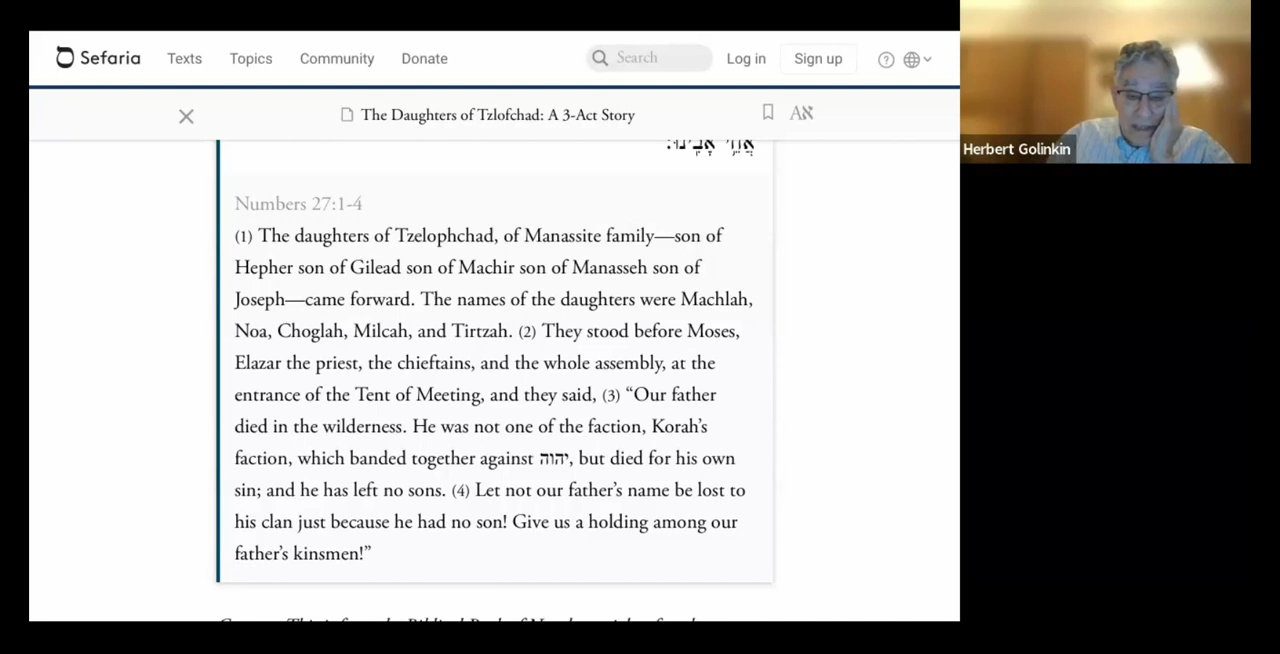 Sefaria
Texts
Topics
Community
Donate
Search
Log in
Sign up
The Daughters of Tzlofchad: A 3-Act Story
Numbers 27:1-4
(1) The daughters of Tzelophchad, of Manassite family—son of
Hepher son of Gilead son of Machir son of Manasseh son of
Joseph—came forward. The names of the daughters were Machlah,
Noa, Choglah, Milcah, and Tirtzah. (2) They stood before Moses,
Elazar the priest, the chieftains, and the whole assembly, at the
entrance of the Tent of Meeting, and they said, (3) “Our father
died in the wilderness. He was not one of the faction, Korah’s
faction, which banded together against יהוה, but died for his own
sin; and he has left no sons. (4) Let not our father’s name be lost to
his clan just because he had no son! Give us a holding among our
father’s kinsmen!”
Herbert Golinkin